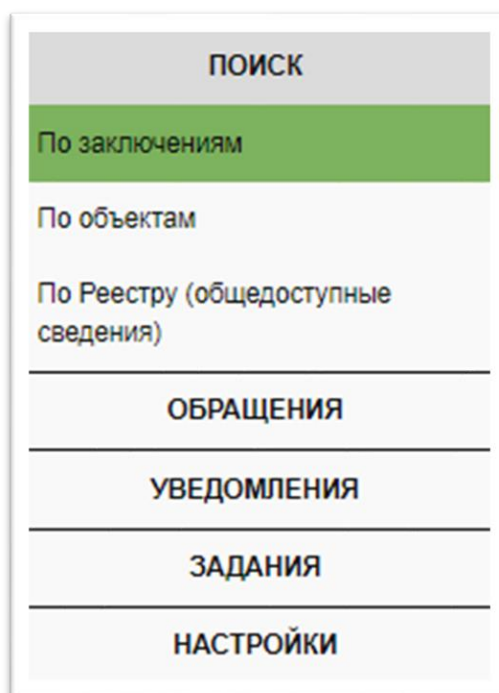 ПОИСК
По заключениям
По объектам
По Реестру (общедоступные
сведения)
ОБРАЩЕНИЯ
УВЕДОМЛЕНИЯ
ЗАДАНИЯ
НАСТРОЙКИ